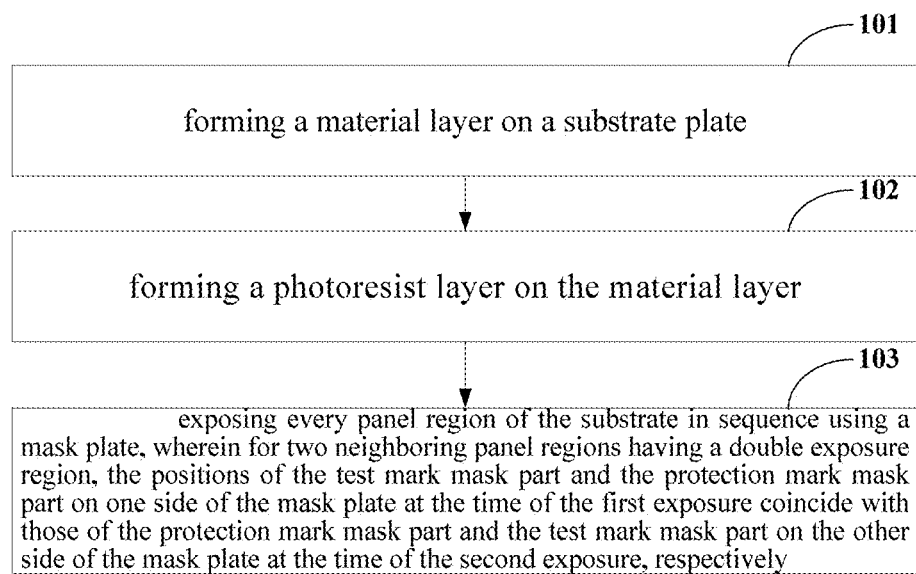 101
forming a material layer on a substrate plate
102
forming a photoresist layer on the material layer
103
exposing every panel region of the substrate in sequence using a
mask plate, wherein for two neighboring panel regions having a double exposure
region, the positions of the test mark mask part and the protection mark mask
part on one side of the mask plate at the time of the first exposure coincide with
those of the protection mark mask part and the test mark mask part on the other
side of the mask plate at the time of the second exposure, respectively